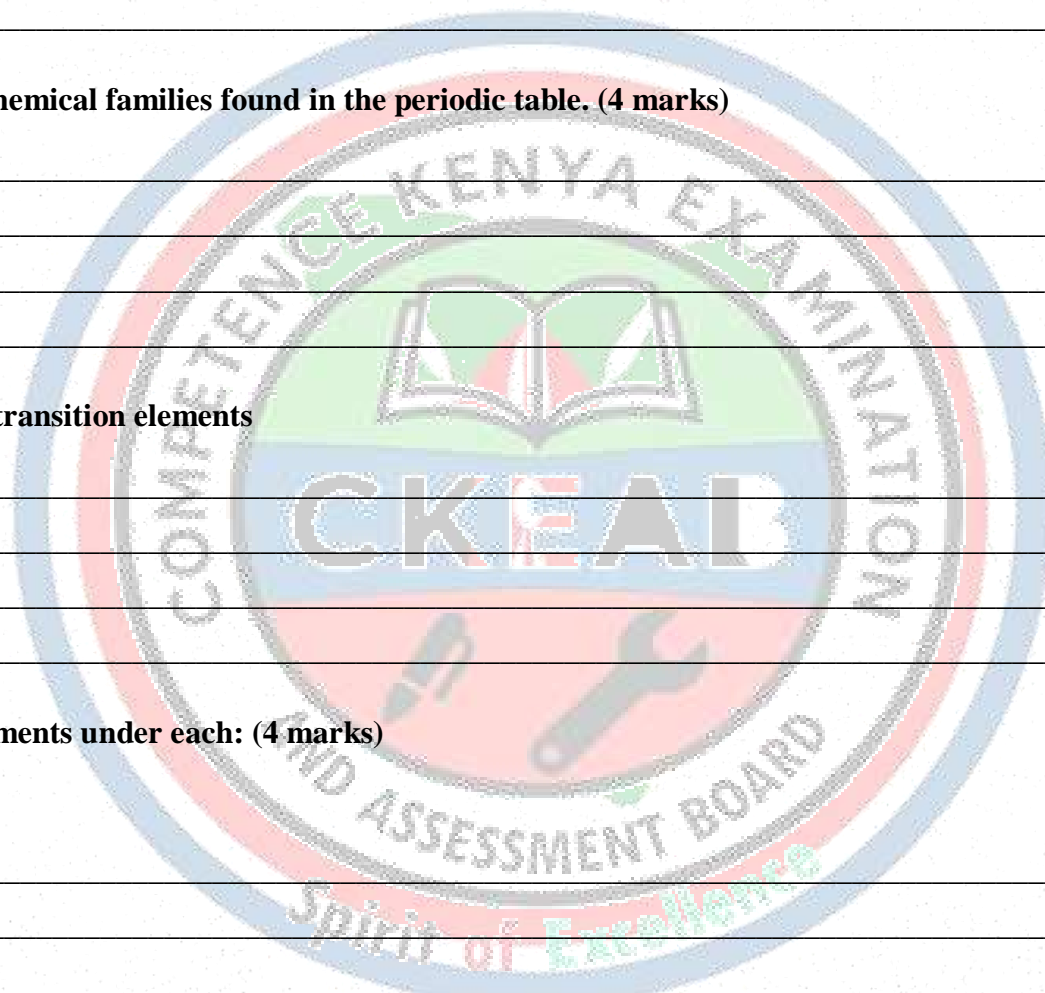 hemical families found in the periodic table. (4 marks)
COMPETENCE KENYA EXAMINATION
transition elements
CKEAB
ments under each: (4 marks)
AND ASSESSMENT BOARD
Spirit of Excellence